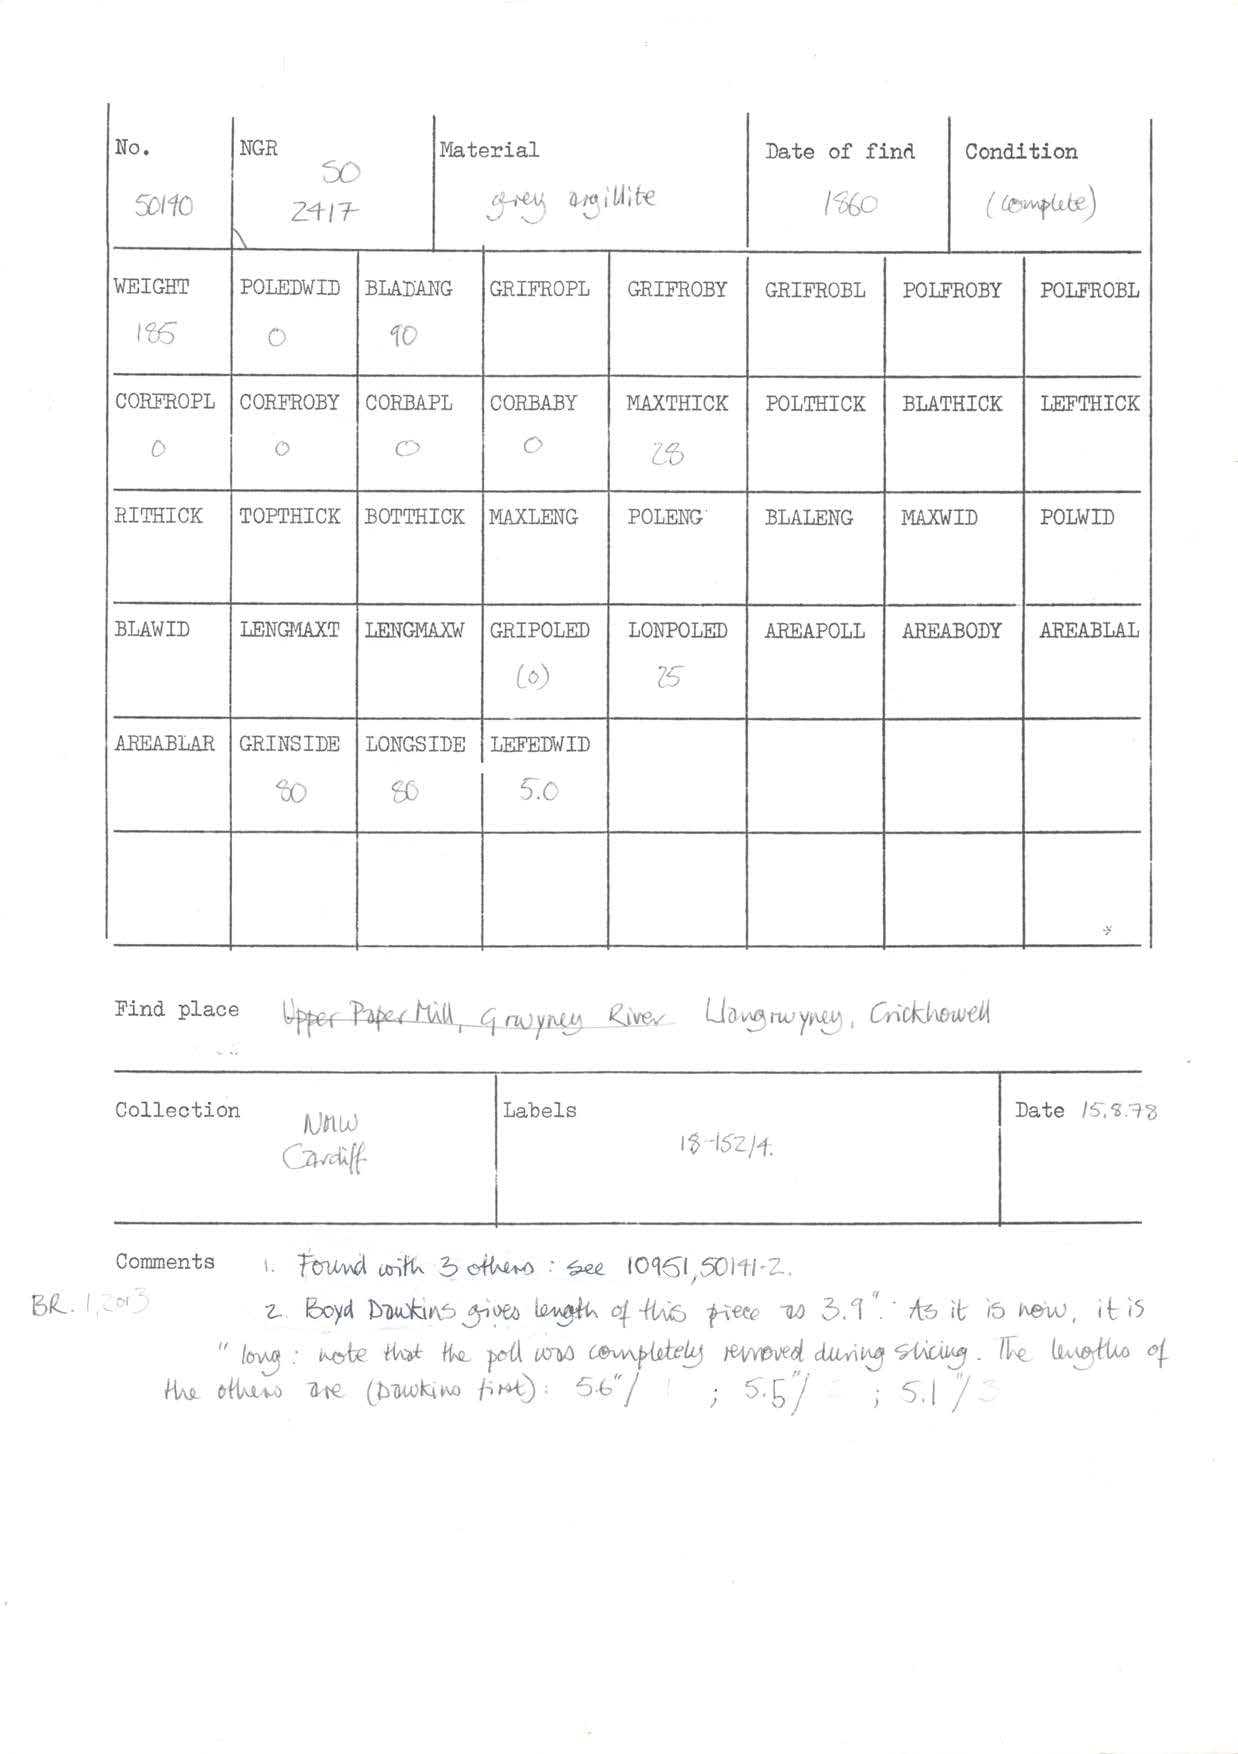 No. NGR Material Date of find Condition
SO
50140 2417 grey argillite 1860 (complete)
WEIGHT POLEDWID BLADANG GRIFROPL GRIFROBY GRIFROBL POLFROBY POLFROBL
185 0 90
CORFROPL CORFROBY CORBAPL CORBABY MAXTHICK POLTHICK BLATHICK LEFTHICK
0 0 0 0 28
RITHICK TOPTHICK BOTTHICK MAXLENG POLENG BLALENG MAXWID POLWID
BLAWID LENGMAXT LENGMAXW GRIPOLED LONPOLED AREAPOLL AREABODY AREABLAL
(0) 25
AREABLAR GRINSIDE LONGSIDE LEFEDWID
80 80 5.0
Find place Upper Paper Mill, Grwyney River Llangrwyney, Crickhowell
Collection Labels Date 15.8.78
NMW
Cardiff 18-152/4.
Comments 1. Found with 3 others : see 10951, 50141-2.
BR. 1, 2 or 3
2. Boyd Dawkins gives length of this piece as 3.9". As it is now, it is
" long : note that the poll was completely removed during slicing. The lengths of
the others are (Dawkins first) : 5.6"/ ; 5.5"/ ; 5.1"/